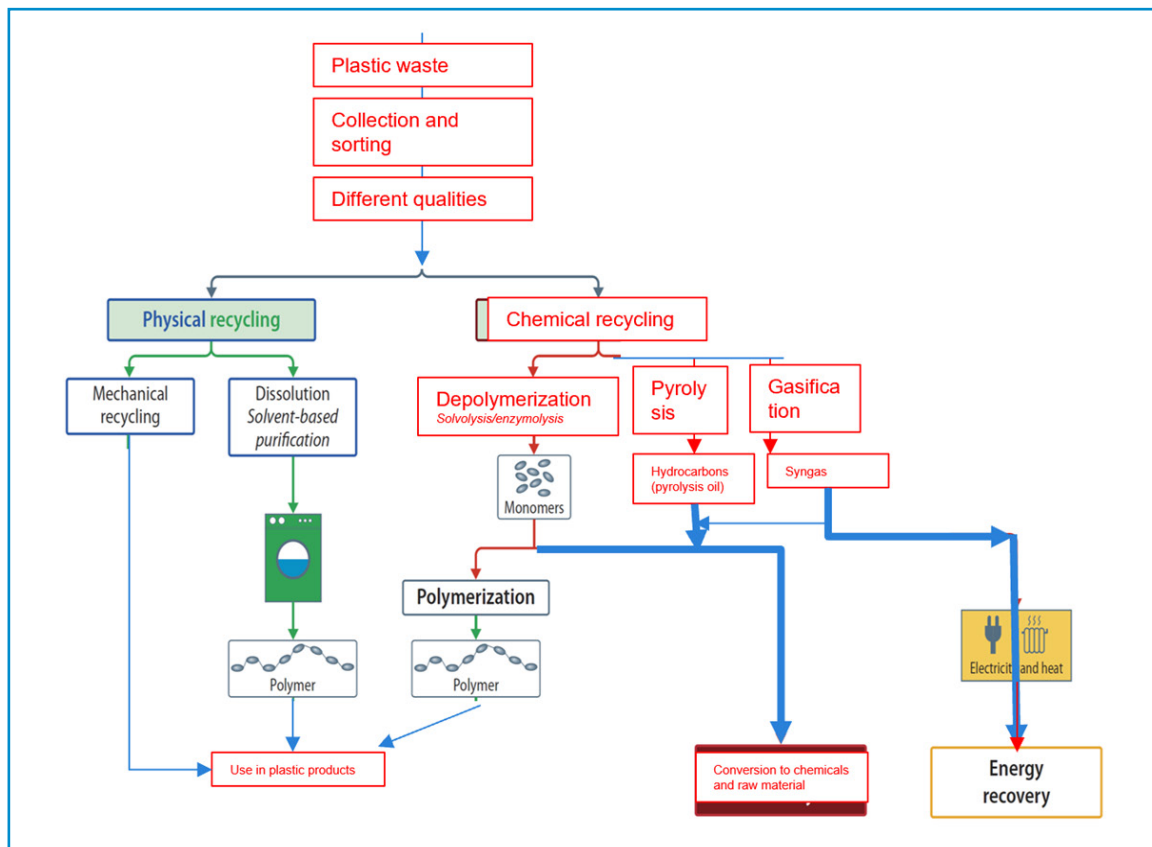 Plastic waste
Collection and
sorting
Different qualities
Physical recycling
Chemical recycling
Mechanical
recycling
Dissolution
Solvent-based
purification
Depolymerization
Solvolysis/enzymolysis
Pyroly
sis
Gasifica
tion
Hydrocarbons
(pyrolysis oil)
Syngas
Monomers
Polymerization
Polymer
Polymer
Electricity and heat
Use in plastic products
Conversion to chemicals
and raw material
Energy
recovery